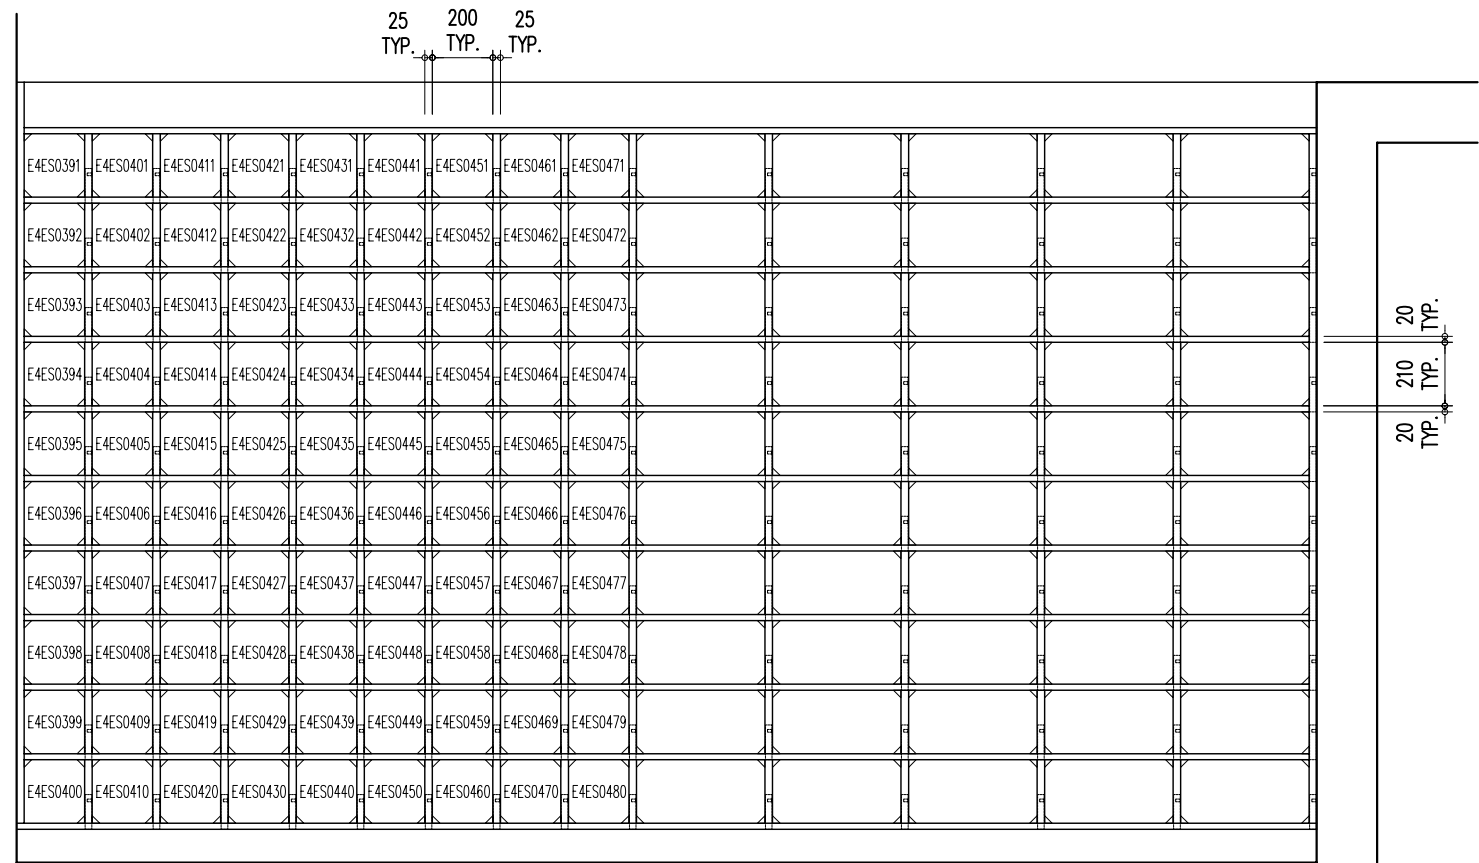 25 200 25
TYP. TYP. TYP.
E4ES0391 E4ES0401 E4ES0411 E4ES0421 E4ES0431 E4ES0441 E4ES0451 E4ES0461 E4ES0471
E4ES0392 E4ES0402 E4ES0412 E4ES0422 E4ES0432 E4ES0442 E4ES0452 E4ES0462 E4ES0472
E4ES0393 E4ES0403 E4ES0413 E4ES0423 E4ES0433 E4ES0443 E4ES0453 E4ES0463 E4ES0473
20
TYP.
E4ES0394 E4ES0404 E4ES0414 E4ES0424 E4ES0434 E4ES0444 E4ES0454 E4ES0464 E4ES0474
210
TYP.
E4ES0395 E4ES0405 E4ES0415 E4ES0425 E4ES0435 E4ES0445 E4ES0455 E4ES0465 E4ES0475
20
TYP.
E4ES0396 E4ES0406 E4ES0416 E4ES0426 E4ES0436 E4ES0446 E4ES0456 E4ES0466 E4ES0476
E4ES0397 E4ES0407 E4ES0417 E4ES0427 E4ES0437 E4ES0447 E4ES0457 E4ES0467 E4ES0477
E4ES0398 E4ES0408 E4ES0418 E4ES0428 E4ES0438 E4ES0448 E4ES0458 E4ES0468 E4ES0478
E4ES0399 E4ES0409 E4ES0419 E4ES0429 E4ES0439 E4ES0449 E4ES0459 E4ES0469 E4ES0479
E4ES0400 E4ES0410 E4ES0420 E4ES0430 E4ES0440 E4ES0450 E4ES0460 E4ES0470 E4ES0480